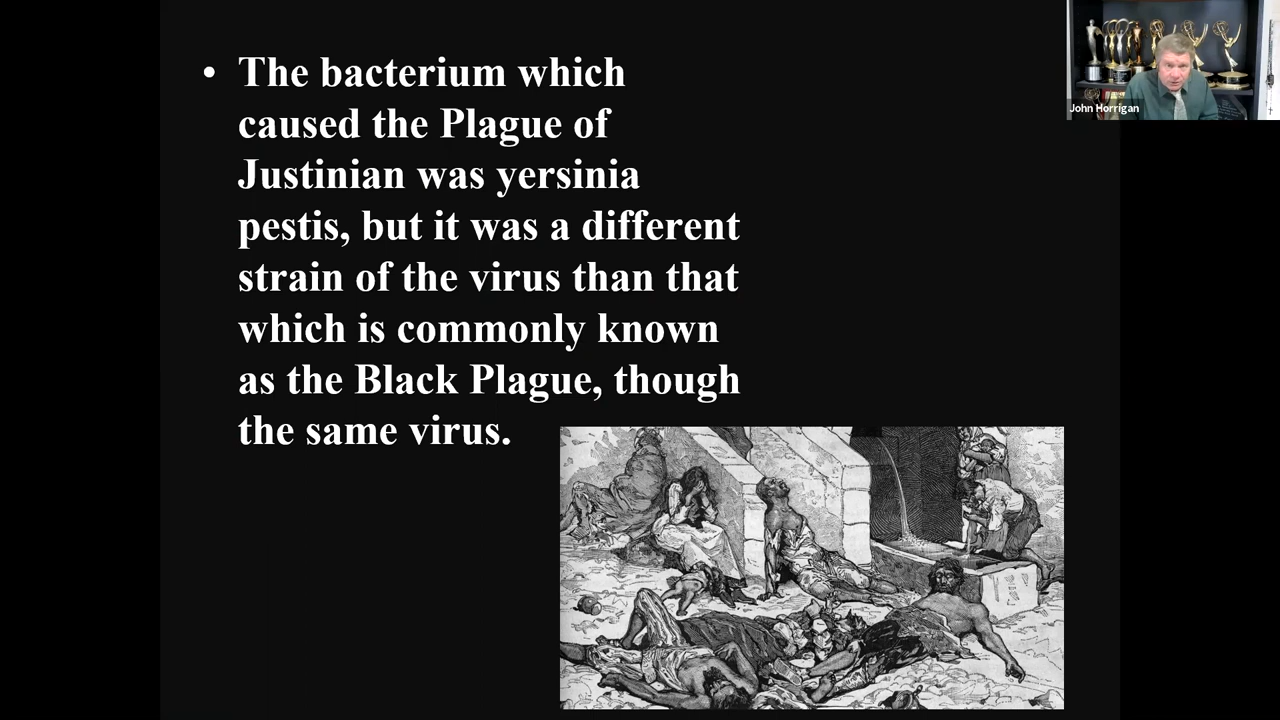 • The bacterium which
caused the Plague of
Justinian was yersinia
pestis, but it was a different
strain of the virus than that
which is commonly known
as the Black Plague, though
the same virus.
John Horrigan